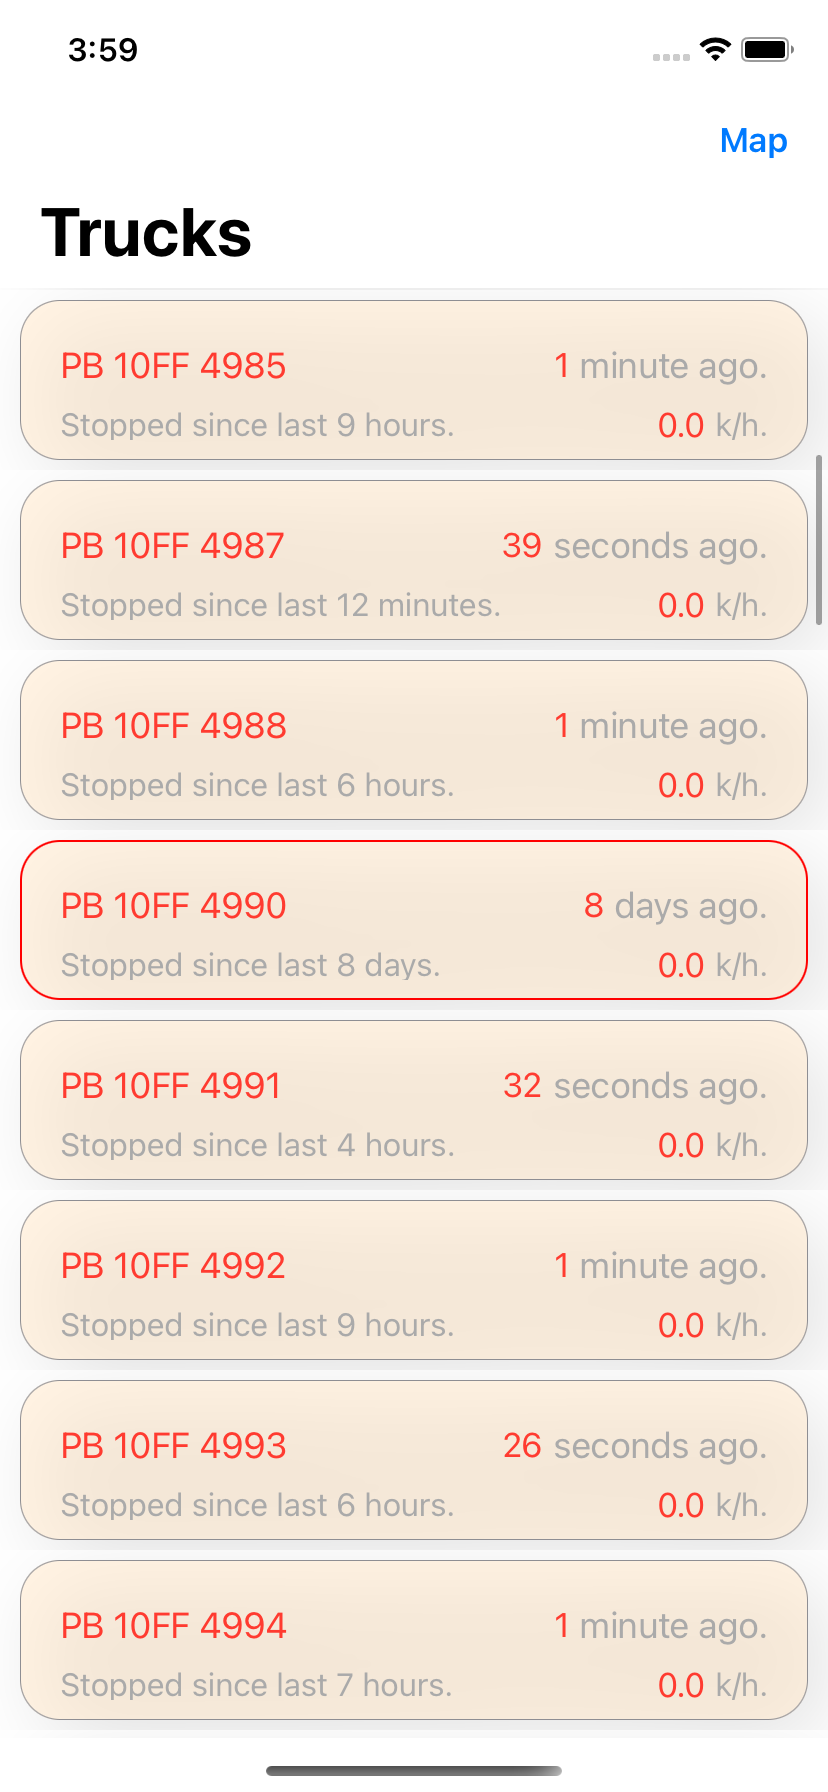 3:59
Map
Trucks
PB 10FF 4985 1 minute ago.
Stopped since last 9 hours. 0.0 k/h.
PB 10FF 4987 39 seconds ago.
Stopped since last 12 minutes. 0.0 k/h.
PB 10FF 4988 1 minute ago.
Stopped since last 6 hours. 0.0 k/h.
PB 10FF 4990 8 days ago.
Stopped since last 8 days. 0.0 k/h.
PB 10FF 4991 32 seconds ago.
Stopped since last 4 hours. 0.0 k/h.
PB 10FF 4992 1 minute ago.
Stopped since last 9 hours. 0.0 k/h.
PB 10FF 4993 26 seconds ago.
Stopped since last 6 hours. 0.0 k/h.
PB 10FF 4994 1 minute ago.
Stopped since last 7 hours. 0.0 k/h.